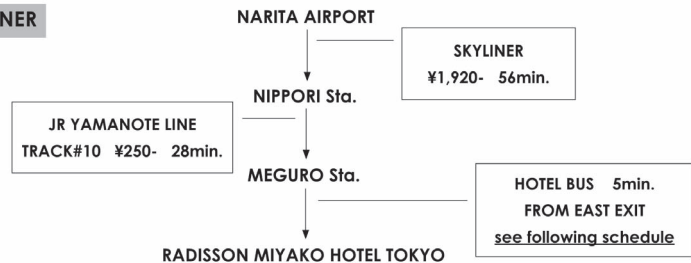 NER
NARITA AIRPORT
SKYLINER
¥1,920- 56min.
NIPPORI Sta.
JR YAMANOTE LINE
TRACK#10 ¥250- 28min.
MEGURO Sta.
HOTEL BUS 5min.
FROM EAST EXIT
see following schedule
RADISSON MIYAKO HOTEL TOKYO